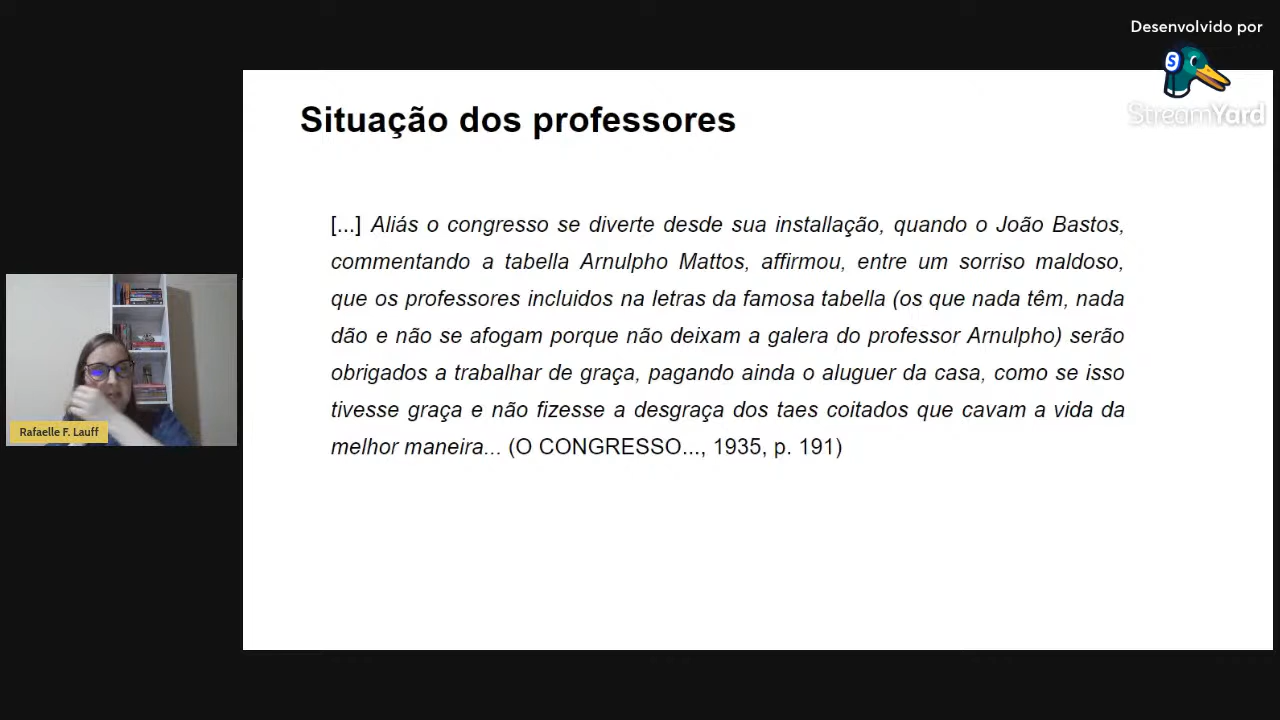 Desenvolvido por
StreamYard
Situação dos professores
[...] Aliás o congresso se diverte desde sua installação, quando o João Bastos,
commentando a tabella Arnulpho Mattos, affirmou, entre um sorriso maldoso,
que os professores incluidos na letras da famosa tabella (os que nada têm, nada
dão e não se afogam porque não deixam a galera do professor Arnulpho) serão
obrigados a trabalhar de graça, pagando ainda o aluguer da casa, como se isso
tivesse graça e não fizesse a desgraça dos taes coitados que cavam a vida da
melhor maneira... (O CONGRESSO..., 1935, p. 191)
Rafaelle F. Lauff